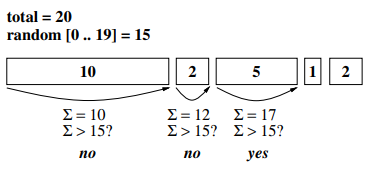 total = 20
random [0 .. 19] = 15
10 2 5 1 2
Σ = 10 Σ = 12 Σ = 17
Σ > 15? Σ > 15? Σ > 15?
no no yes